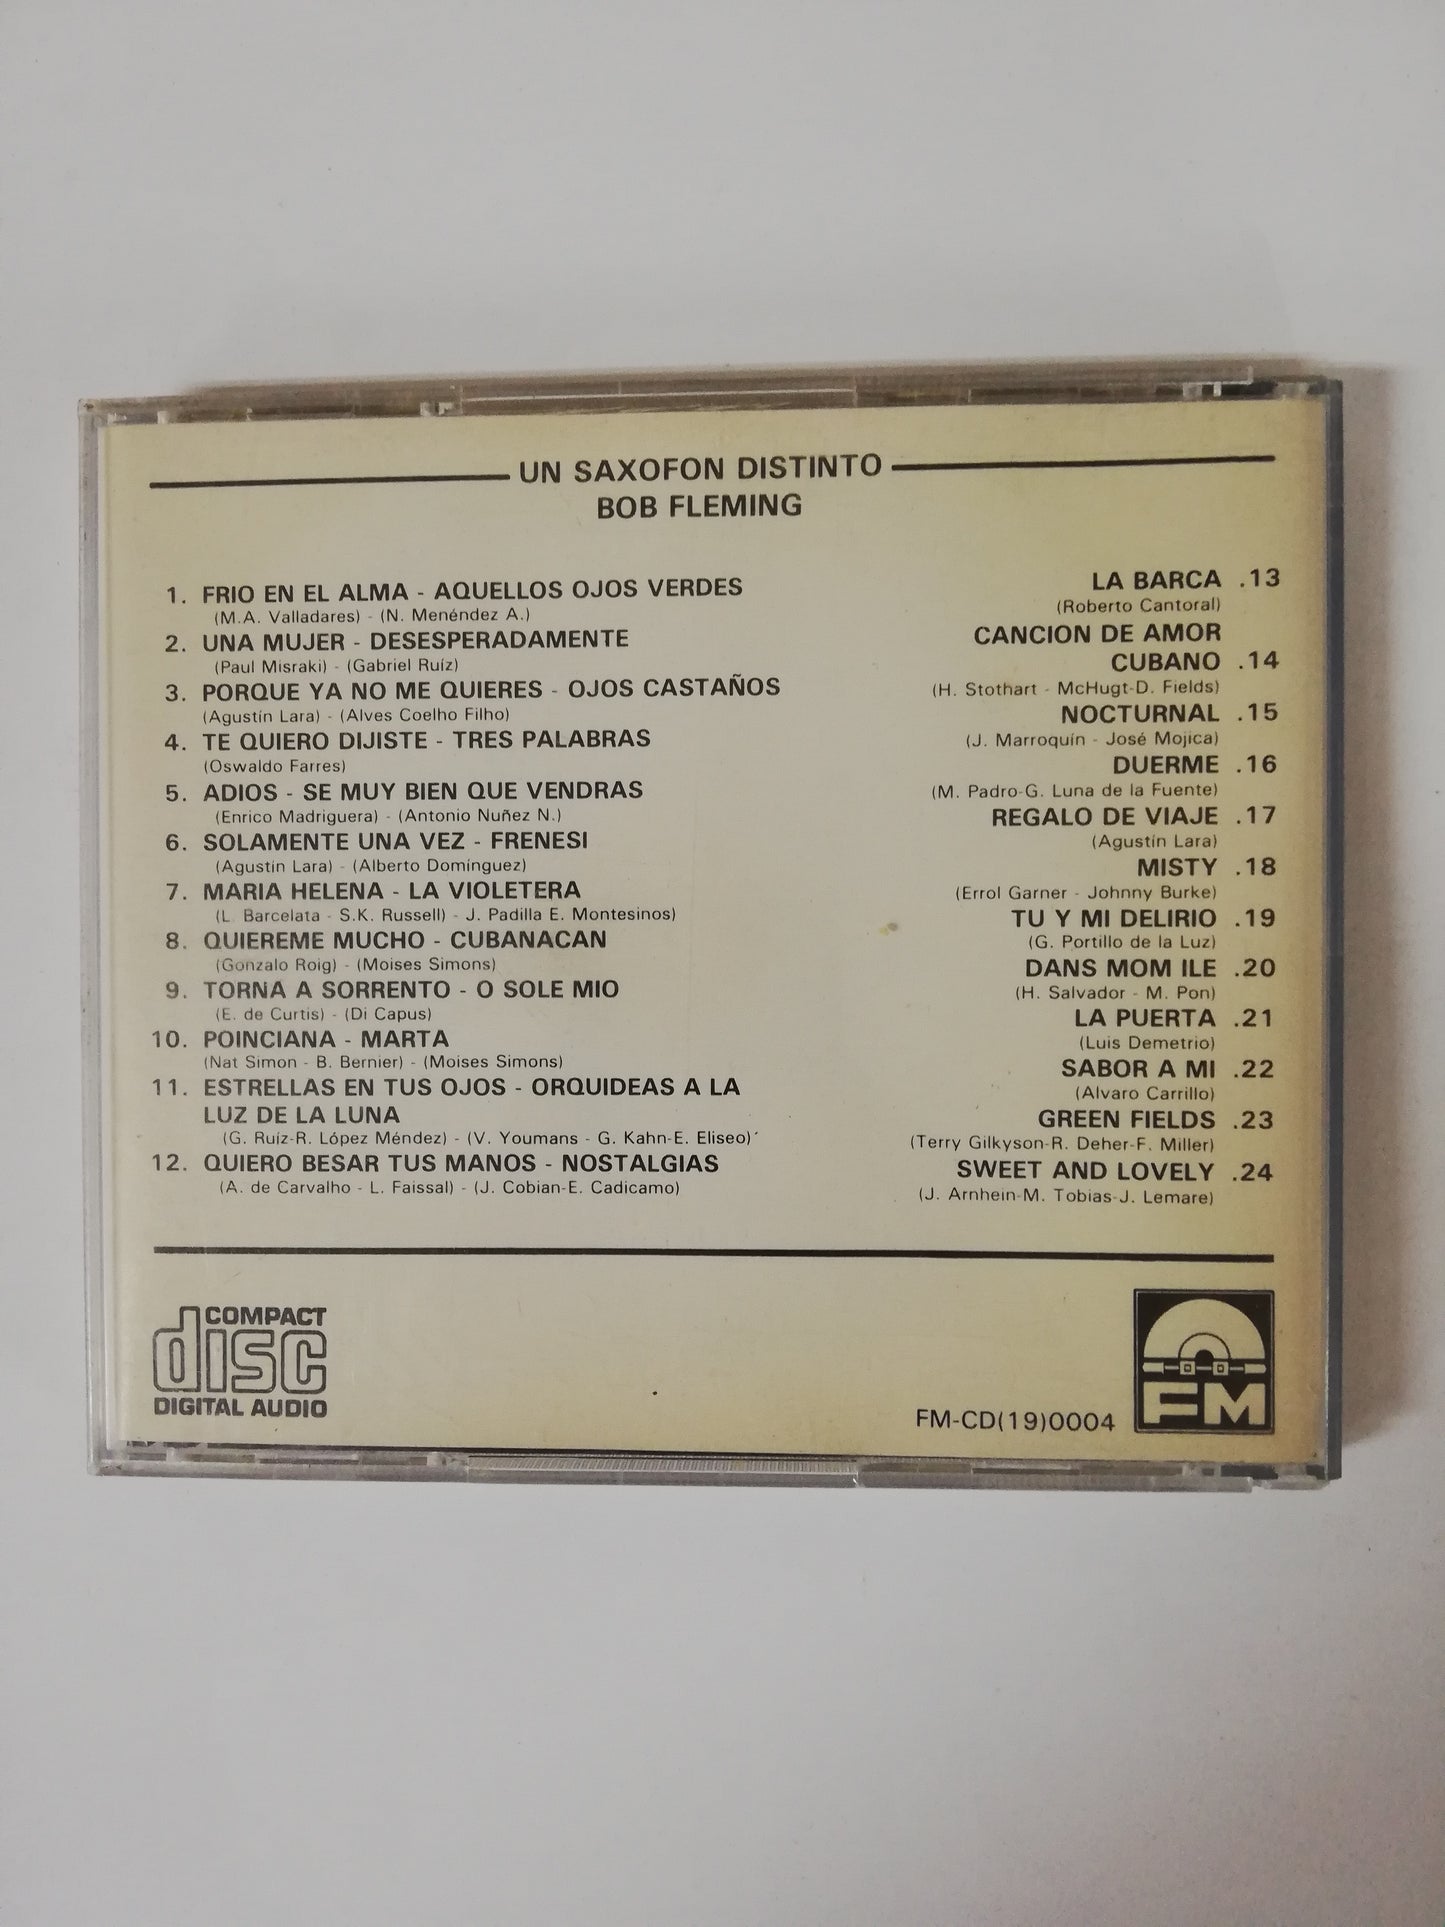 UN SAXOFON DISTINTO
BOB FLEMING
1. FRIO EN EL ALMA - AQUELLOS OJOS VERDES
(M.A. Valladares) - (N. Menéndez A.)
2. UNA MUJER - DESESPERADAMENTE
(Paul Misraki) - (Gabriel Ruíz)
3. PORQUE YA NO ME QUIERES - OJOS CASTAÑOS
(Agustín Lara) - (Alves Coelho Filho)
4. TE QUIERO DIJISTE - TRES PALABRAS
(Oswaldo Farres)
5. ADIOS - SE MUY BIEN QUE VENDRAS
(Enrico Madriguera) - (Antonio Nuñez N.)
6. SOLAMENTE UNA VEZ - FRENESI
(Agustín Lara) - (Alberto Domínguez)
7. MARIA HELENA - LA VIOLETERA
(L. Barcelata - S.K. Russell) - J. Padilla E. Montesinos)
8. QUIEREME MUCHO - CUBANACAN
(Gonzalo Roig) - (Moises Simons)
9. TORNA A SORRENTO - O SOLE MIO
(E. de Curtis) - (Di Capus)
10. POINCIANA - MARTA
(Nat Simon - B. Bernier) - (Moises Simons)
11. ESTRELLAS EN TUS OJOS - ORQUIDEAS A LA
LUZ DE LA LUNA
(G. Ruíz-R. López Méndez) - (V. Youmans - G. Kahn-E. Eliseo)
12. QUIERO BESAR TUS MANOS - NOSTALGIAS
(A. de Carvalho - L. Faissal) - (J. Cobian-E. Cadicamo)
LA BARCA .13
(Roberto Cantoral)
CANCION DE AMOR
CUBANO .14
(H. Stothart - McHugt-D. Fields)
NOCTURNAL .15
(J. Marroquín - José Mojica)
DUERME .16
(M. Padro-G. Luna de la Fuente)
REGALO DE VIAJE .17
(Agustín Lara)
MISTY .18
(Errol Garner - Johnny Burke)
TU Y MI DELIRIO .19
(G. Portillo de la Luz)
DANS MOM ILE .20
(H. Salvador - M. Pon)
LA PUERTA .21
(Luis Demetrio)
SABOR A MI .22
(Alvaro Carrillo)
GREEN FIELDS .23
(Terry Gilkyson-R. Deher-F. Miller)
SWEET AND LOVELY .24
(J. Arnhein-M. Tobias-J. Lemare)
COMPACT
disc
DIGITAL AUDIO
FM-CD(19)0004
FM